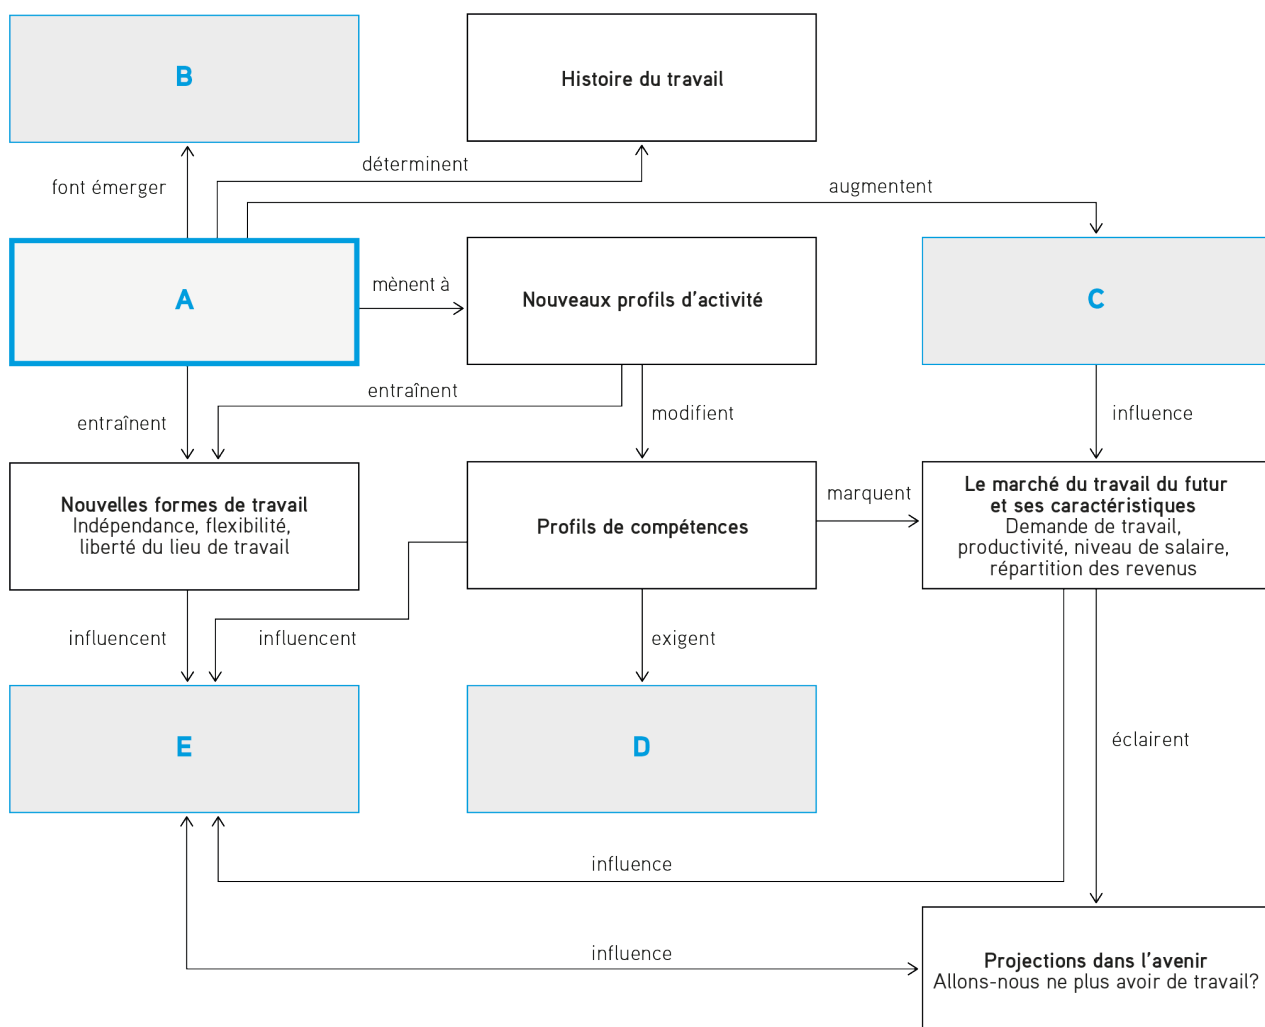 B
Histoire du travail
déterminent
font émerger
augmentent
A
mènent à
Nouveaux profils d'activité
C
entraînent
entraînent
modifient
influence
Nouvelles formes de travail
Indépendance, flexibilité,
liberté du lieu de travail
Profils de compétences
marquent
Le marché du travail du futur
et ses caractéristiques
Demande de travail,
productivité, niveau de salaire,
répartition des revenus
influencent
influencent
exigent
E
D
éclairent
influence
influence
Projections dans l'avenir
Allons-nous ne plus avoir de travail?